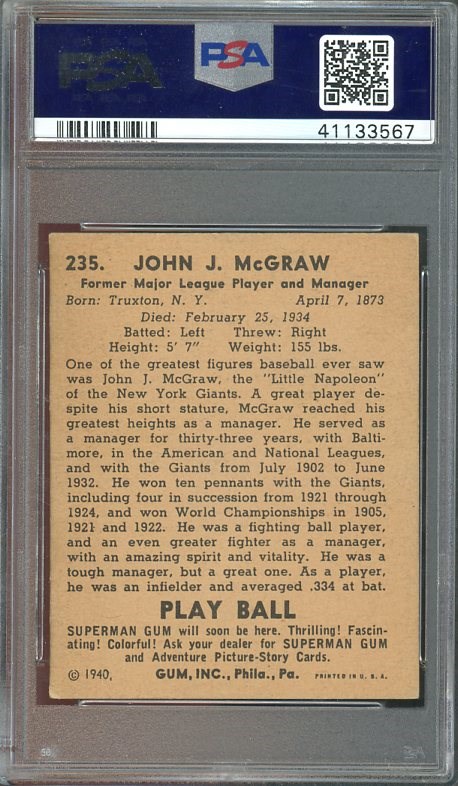 PSA
PSA
41133567
235. JOHN J. McGRAW
Former Major League Player and Manager
Born: Truxton, N. Y. April 7, 1873
Died: February 25, 1934
Batted: Left Threw: Right
Height: 5' 7" Weight: 155 lbs.
One of the greatest figures baseball ever saw
was John J. McGraw, the "Little Napoleon"
of the New York Giants. A great player de-
spite his short stature, McGraw reached his
greatest heights as a manager. He served as
a manager for thirty-three years, with Balti-
more, in the American and National Leagues,
and with the Giants from July 1902 to June
1932. He won ten pennants with the Giants,
including four in succession from 1921 through
1924, and won World Championships in 1905,
1921 and 1922. He was a fighting ball player,
and an even greater fighter as a manager,
with an amazing spirit and vitality. He was a
tough manager, but a great one. As a player,
he was an infielder and averaged .334 at bat.
PLAY BALL
SUPERMAN GUM will soon be here. Thrilling! Fascin-
ating! Colorful! Ask your dealer for SUPERMAN GUM
and Adventure Picture-Story Cards.
© 1940, GUM, INC., Phila., Pa. PRINTED IN U. S. A.
PSA